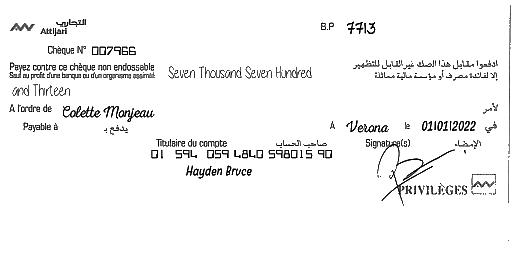 التجاري
Attijari
B.P 7713
Chèque N° 007966
Payez contre ce chèque non endossable
Seul au profit d'une banque ou d'un organisme assimilé
Seven Thousand Seven Hundred
ادفعوا مقابل هذا الصك غير القابل للتظهير
إلا لفائدة مصرف أو مؤسسة مالية مماثلة
and Thirteen
A l'ordre de Colette Monjeau
لأمر
Payable à يدفع بـ
A Verona le 01/01/2022 في
Titulaire du compte صاحب الحساب
Signature(s) الإمضاء
01 594 059 4840 598015 90
Hayden Bruce
PRIVILÈGES